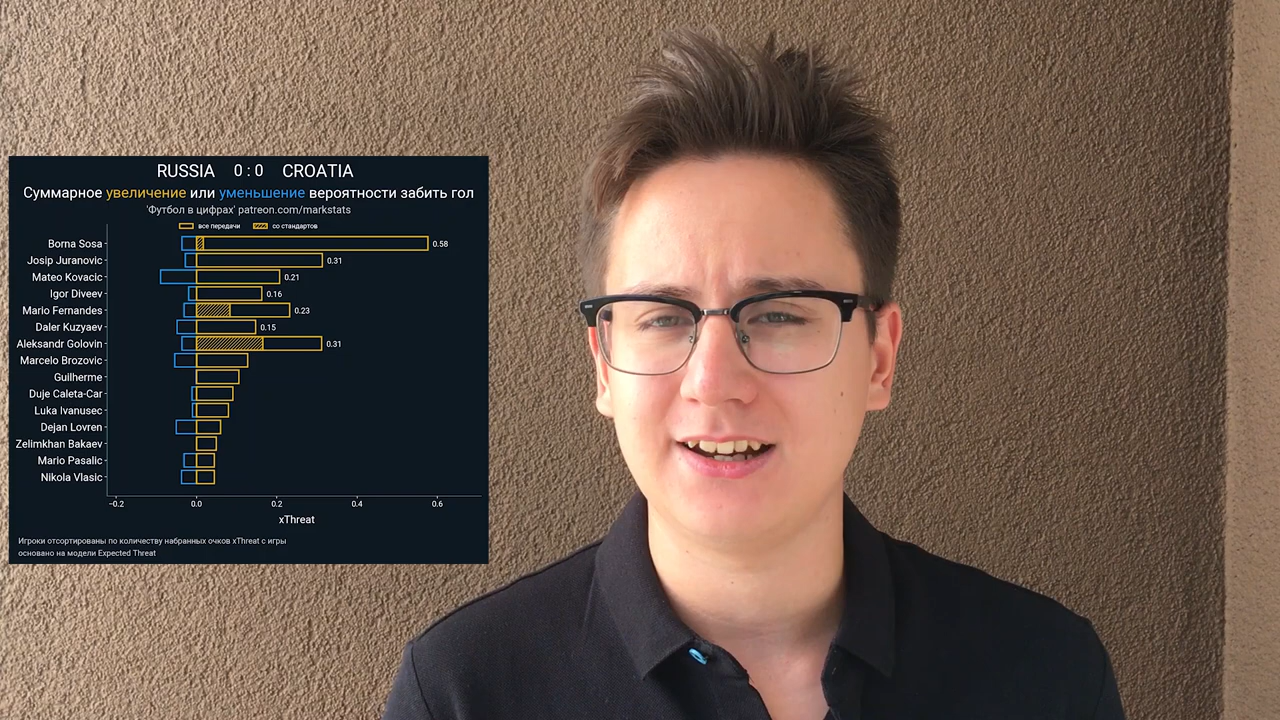 RUSSIA 0 : 0 CROATIA
Суммарное увеличение или уменьшение вероятности забить гол
'Футбол в цифрах' patreon.com/markstats
все передачи со стандартов
Borna Sosa 0.58
Josip Juranovic 0.31
Mateo Kovacic 0.21
Igor Diveev 0.16
Mario Fernandes 0.23
Daler Kuzyaev 0.15
Aleksandr Golovin 0.31
Marcelo Brozovic
Guilherme
Duje Caleta-Car
Luka Ivanusec
Dejan Lovren
Zelimkhan Bakaev
Mario Pasalic
Nikola Vlasic
−0.2 0.0 0.2 0.4 0.6
xThreat
Игроки отсортированы по количеству набранных очков xThreat с игры
основано на модели Expected Threat